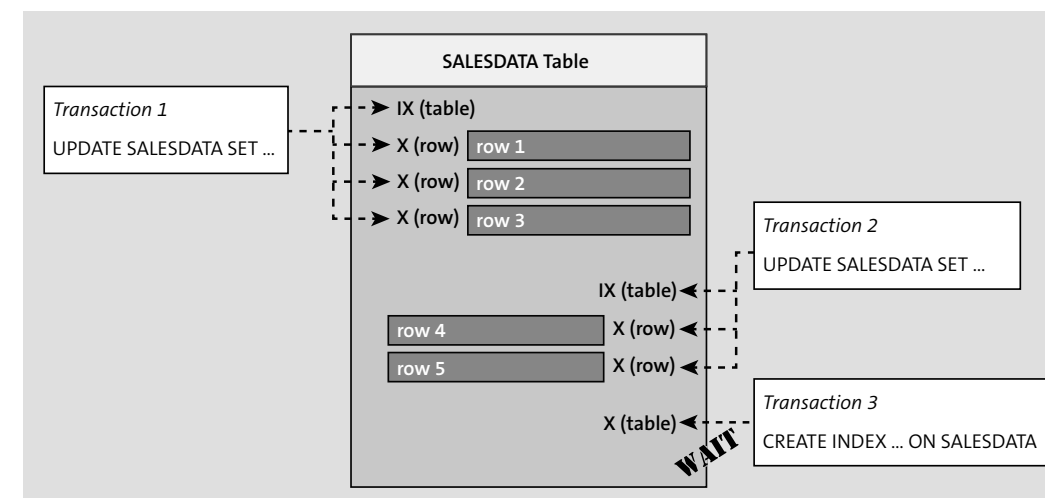 SALESDATA Table
Transaction 1
UPDATE SALESDATA SET ...
IX (table)
X (row) row 1
X (row) row 2
X (row) row 3
Transaction 2
UPDATE SALESDATA SET ...
IX (table)
row 4 X (row)
row 5 X (row)
Transaction 3
CREATE INDEX ... ON SALESDATA
X (table)
WAIT